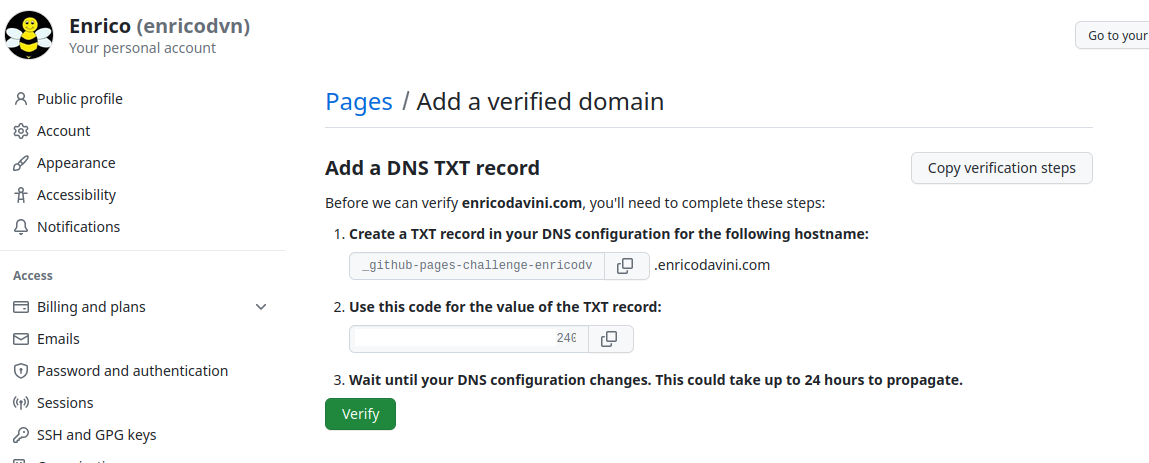 Enrico (enricodvn)
Your personal account
Go to your
Public profile
Account
Appearance
Accessibility
Notifications
Access
Billing and plans
Emails
Password and authentication
Sessions
SSH and GPG keys
Pages / Add a verified domain
Add a DNS TXT record
Copy verification steps
Before we can verify enricodavini.com, you'll need to complete these steps:
1. Create a TXT record in your DNS configuration for the following hostname:
_github-pages-challenge-enricodv .enricodavini.com
2. Use this code for the value of the TXT record:
240
3. Wait until your DNS configuration changes. This could take up to 24 hours to propagate.
Verify